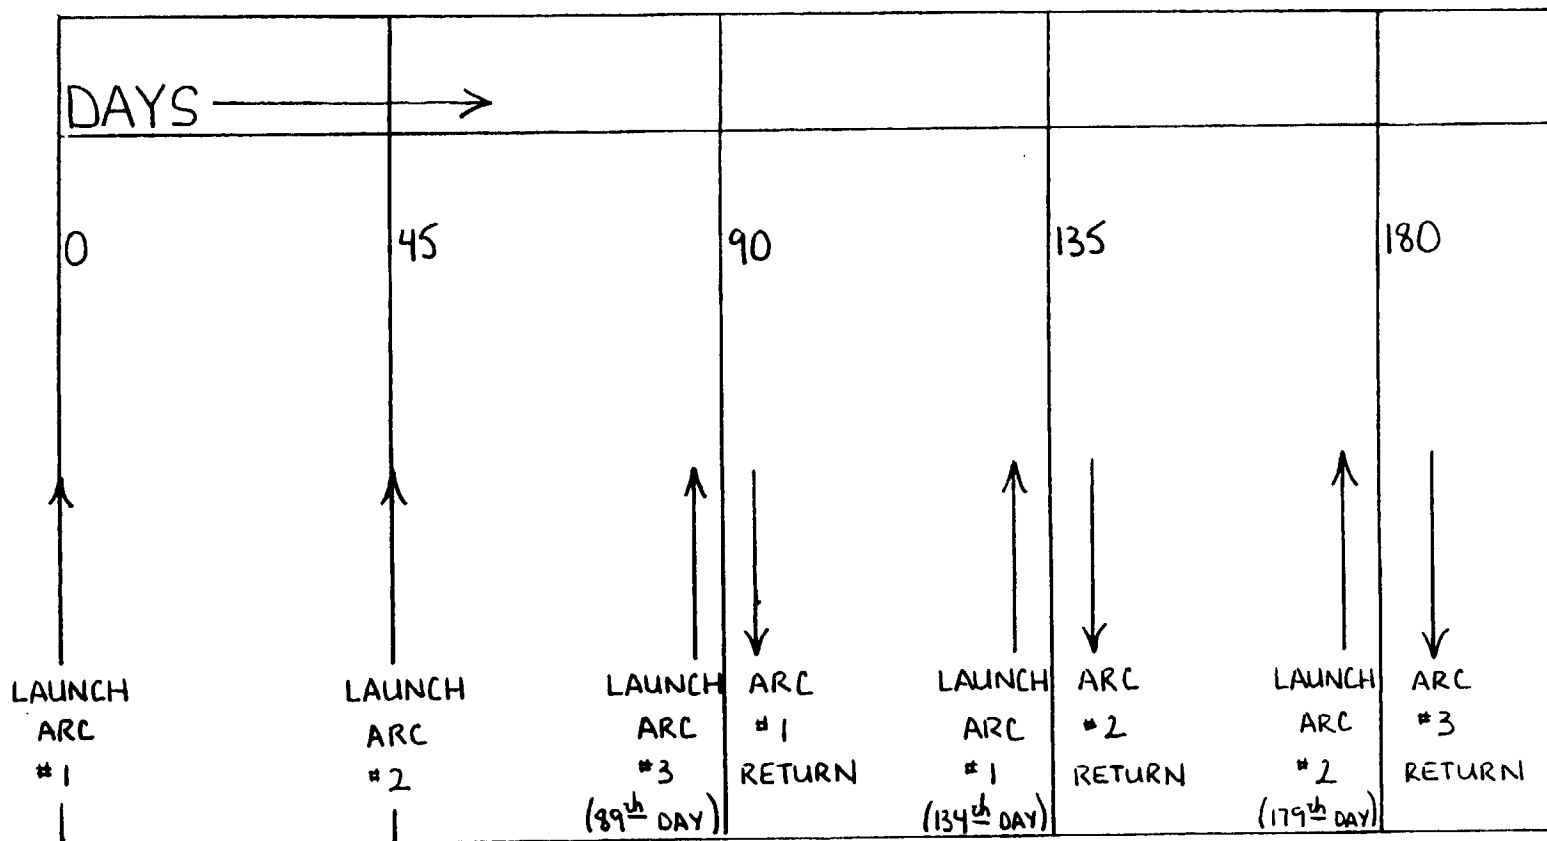 DAYS
0
45
90
135
180
LAUNCH
ARC
#1
LAUNCH
ARC
#2
LAUNCH
ARC
#3
(89th DAY)
ARC
#1
RETURN
LAUNCH
ARC
#1
(134th DAY)
ARC
#2
RETURN
LAUNCH
ARC
#2
(179th DAY)
ARC
#3
RETURN